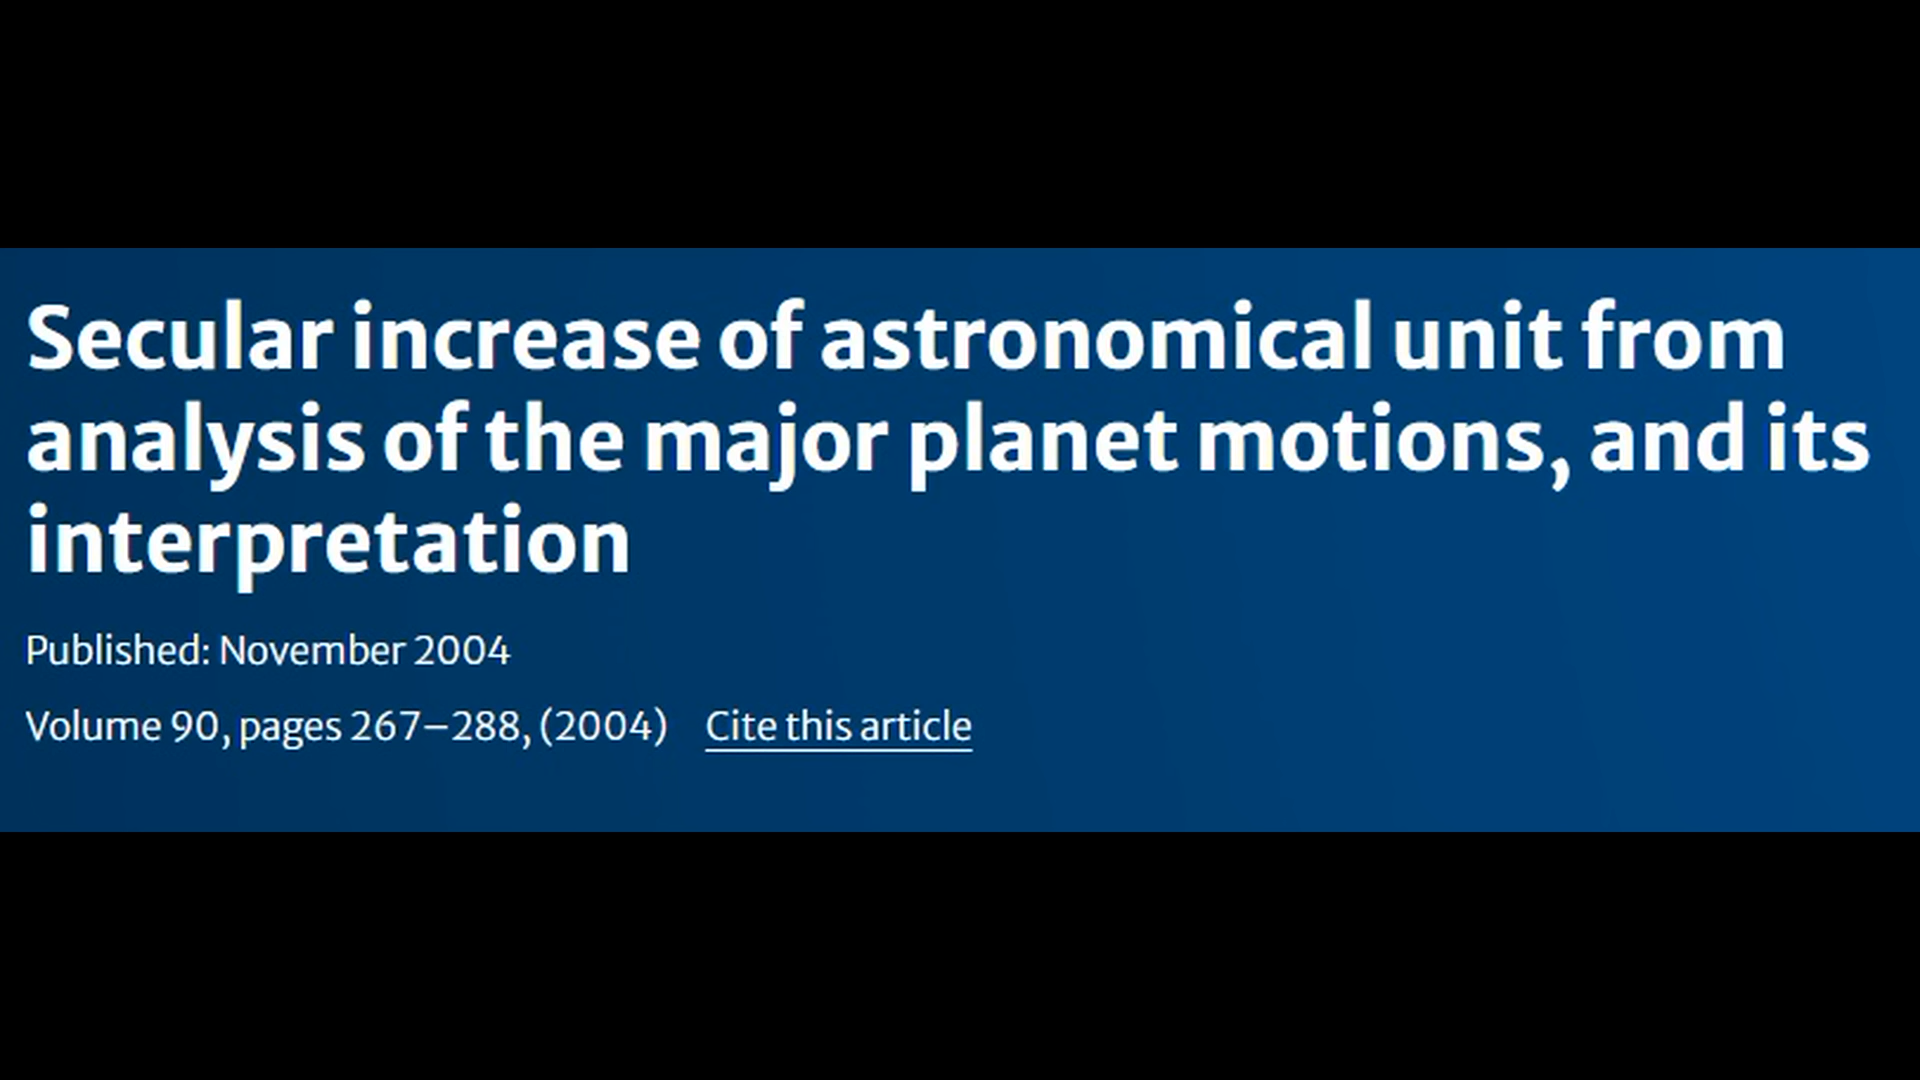 Secular increase of astronomical unit from
analysis of the major planet motions, and its
interpretation
Published: November 2004
Volume 90, pages 267–288, (2004) Cite this article